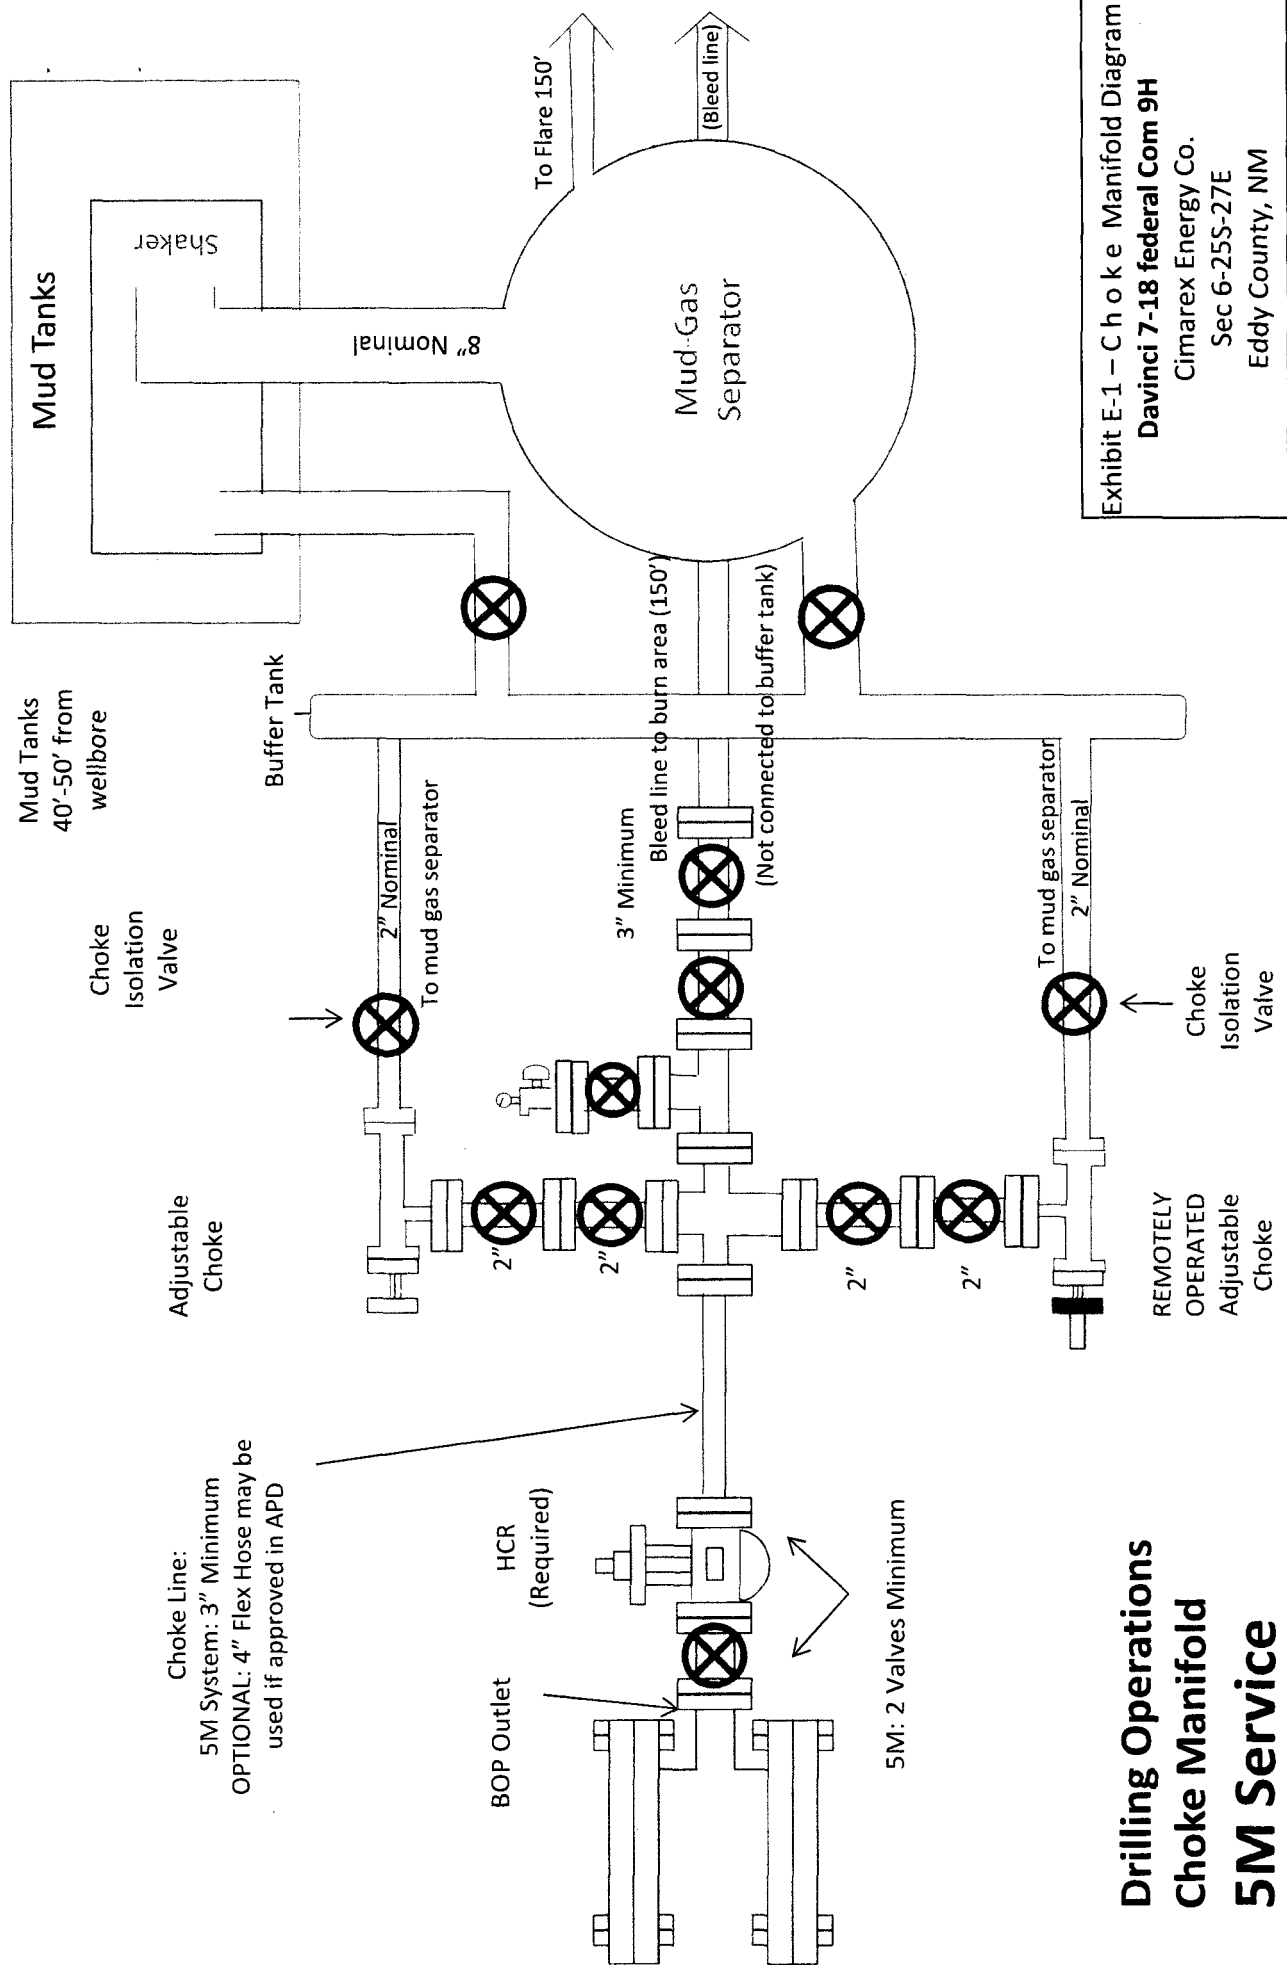 Mud Tanks
Shaker
8" Nominal
To Flare 150'
(Bleed line)
Mud-Gas
Separator
Mud Tanks
40'-50' from
wellbore
Buffer Tank
Choke
Isolation
Valve
2" Nominal
To mud gas separator
3" Minimum
Bleed line to burn area (150')
(Not connected to buffer tank)
To mud gas separator
2" Nominal
Choke
Isolation
Valve
Adjustable
Choke
2"
2"
2"
2"
REMOTELY
OPERATED
Adjustable
Choke
Choke Line:
5M System: 3" Minimum
OPTIONAL: 4" Flex Hose may be
used if approved in APD
HCR
(Required)
BOP Outlet
5M: 2 Valves Minimum
Drilling Operations
Choke Manifold
5M Service
Exhibit E-1 – Choke Manifold Diagram
Davinci 7-18 federal Com 9H
Cimarex Energy Co.
Sec 6-25S-27E
Eddy County, NM